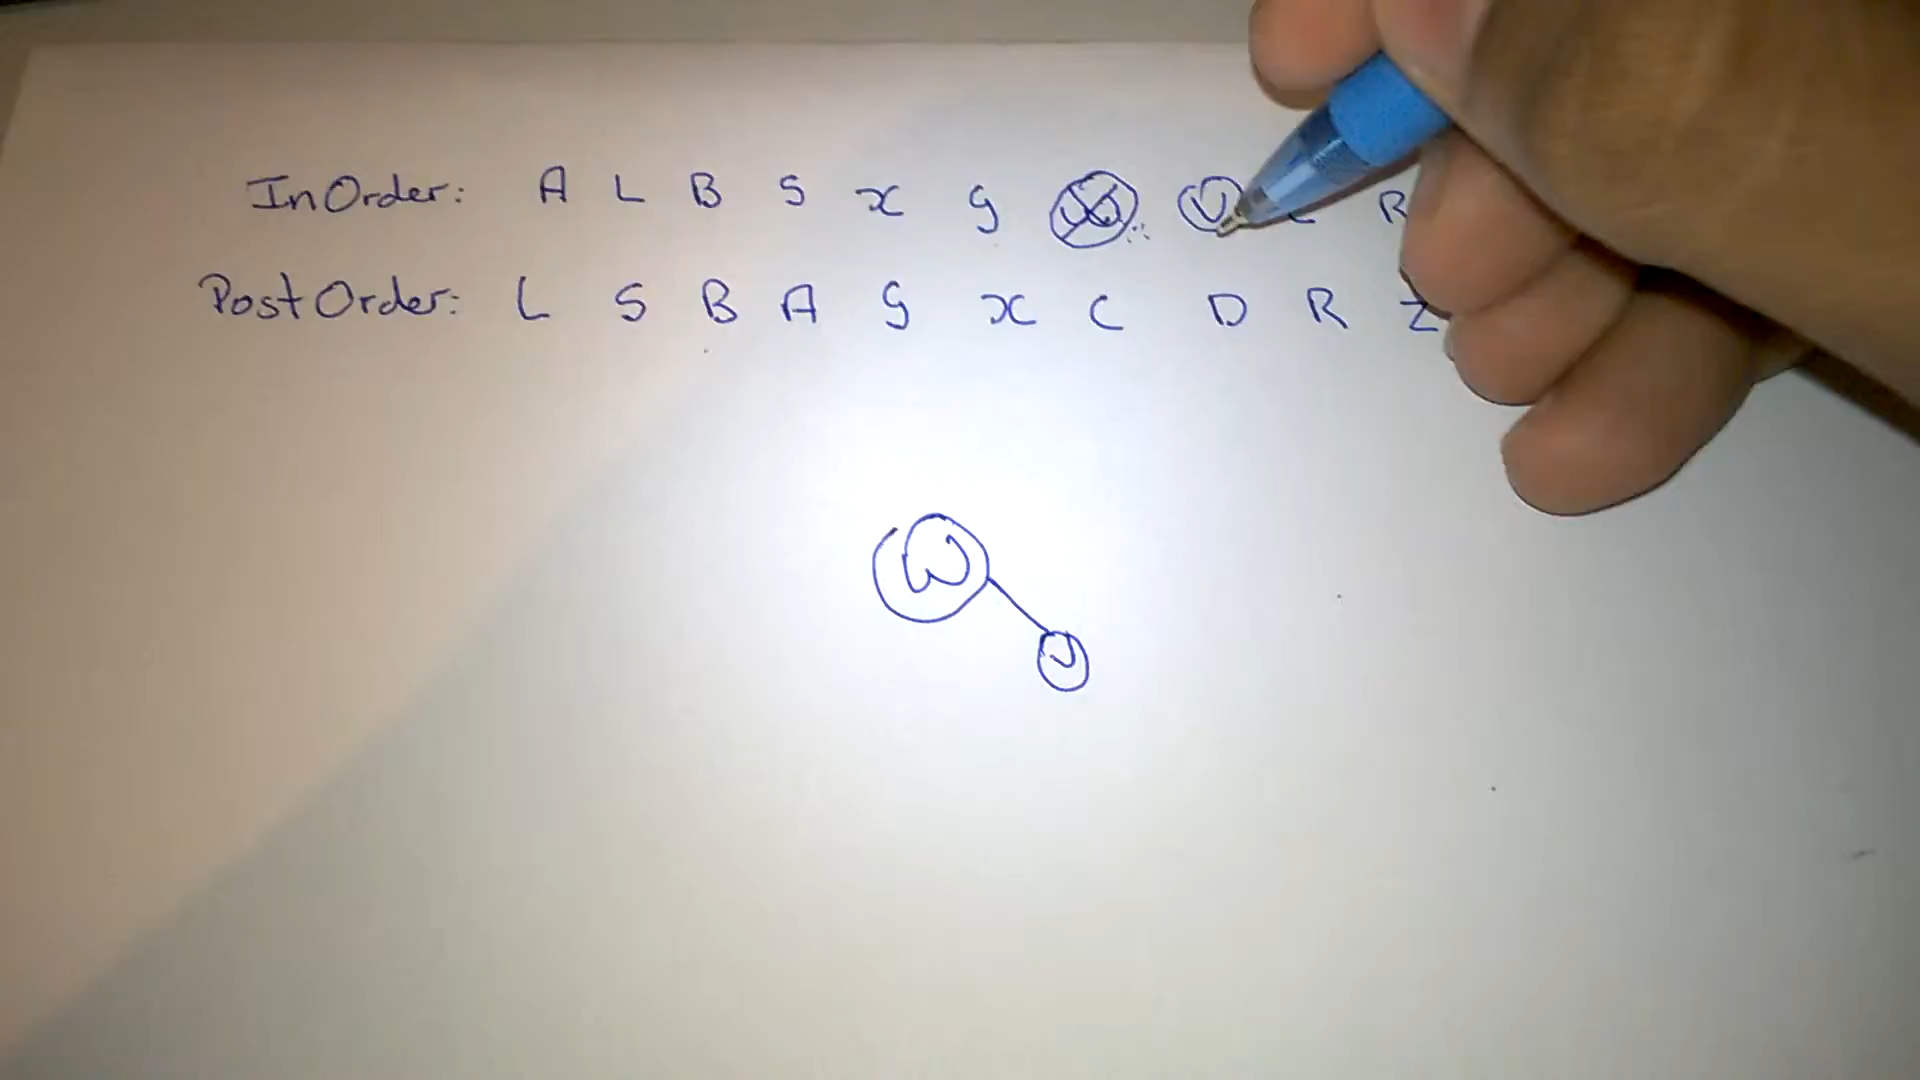 InOrder: A L B S x g V C R
PostOrder: L S B A g x C D R Z
W
V